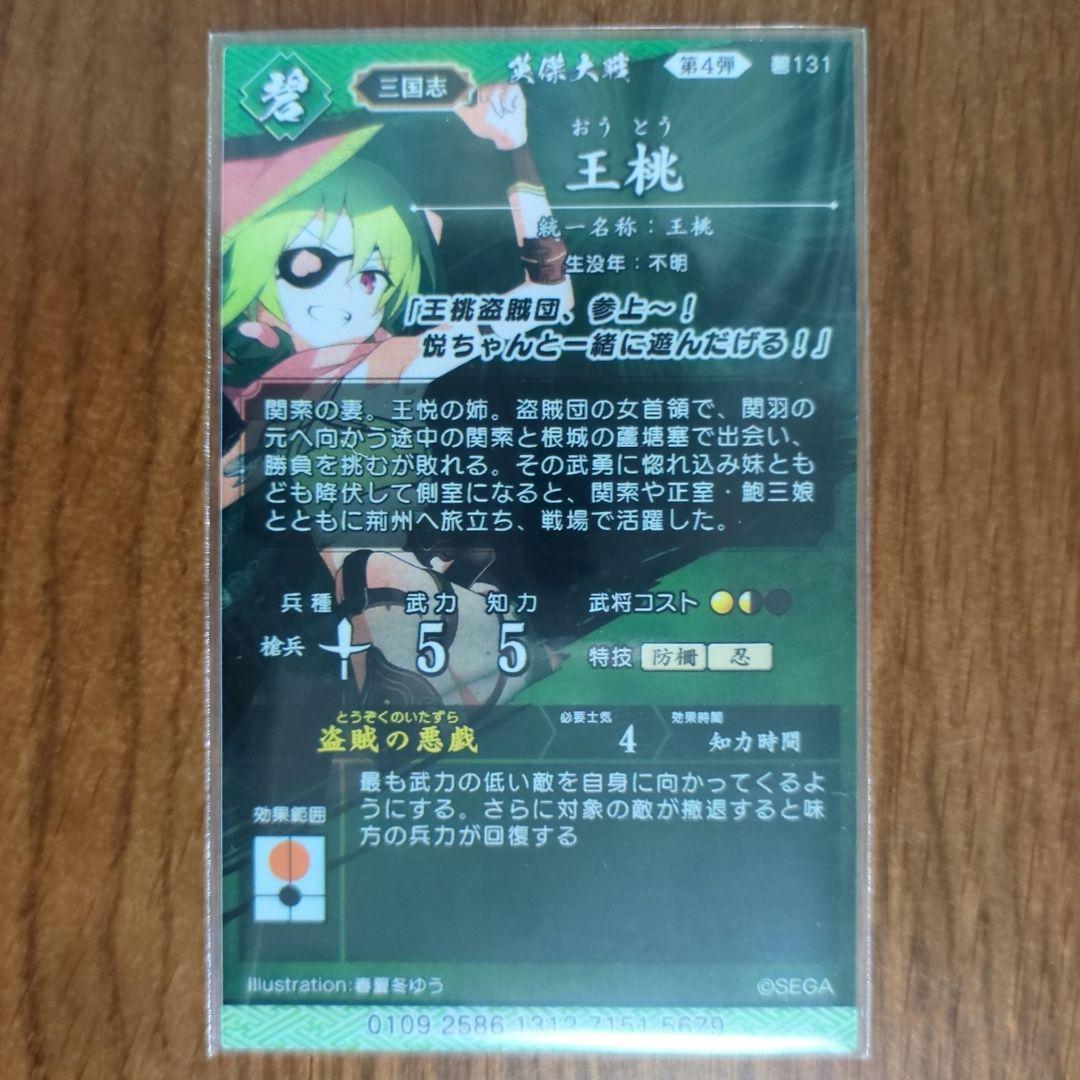 碧
三国志
英傑大戦
第4弾
碧131
おう とう
王桃
統一名称：王桃
生没年：不明
「王桃盗賊団、参上〜！
悦ちゃんと一緒に遊んだげる！」
関索の妻。王悦の姉。盗賊団の女首領で、関羽の
元へ向かう途中の関索と根城の蘆塘塞で出会い、
勝負を挑むが敗れる。その武勇に惚れ込み妹とも
ども降伏して側室になると、関索や正室・鮑三娘
とともに荊州へ旅立ち、戦場で活躍した。
兵種 武力 知力 武将コスト
槍兵 5 5 特技 防柵 忍
とうぞくのいたずら
盗賊の悪戯
必要士気
4
効果時間
知力時間
最も武力の低い敵を自身に向かってくるよ
うにする。さらに対象の敵が撤退すると味
方の兵力が回復する
効果範囲
Illustration:春夏冬ゆう
©SEGA
0109 2586 1312 7151 5679